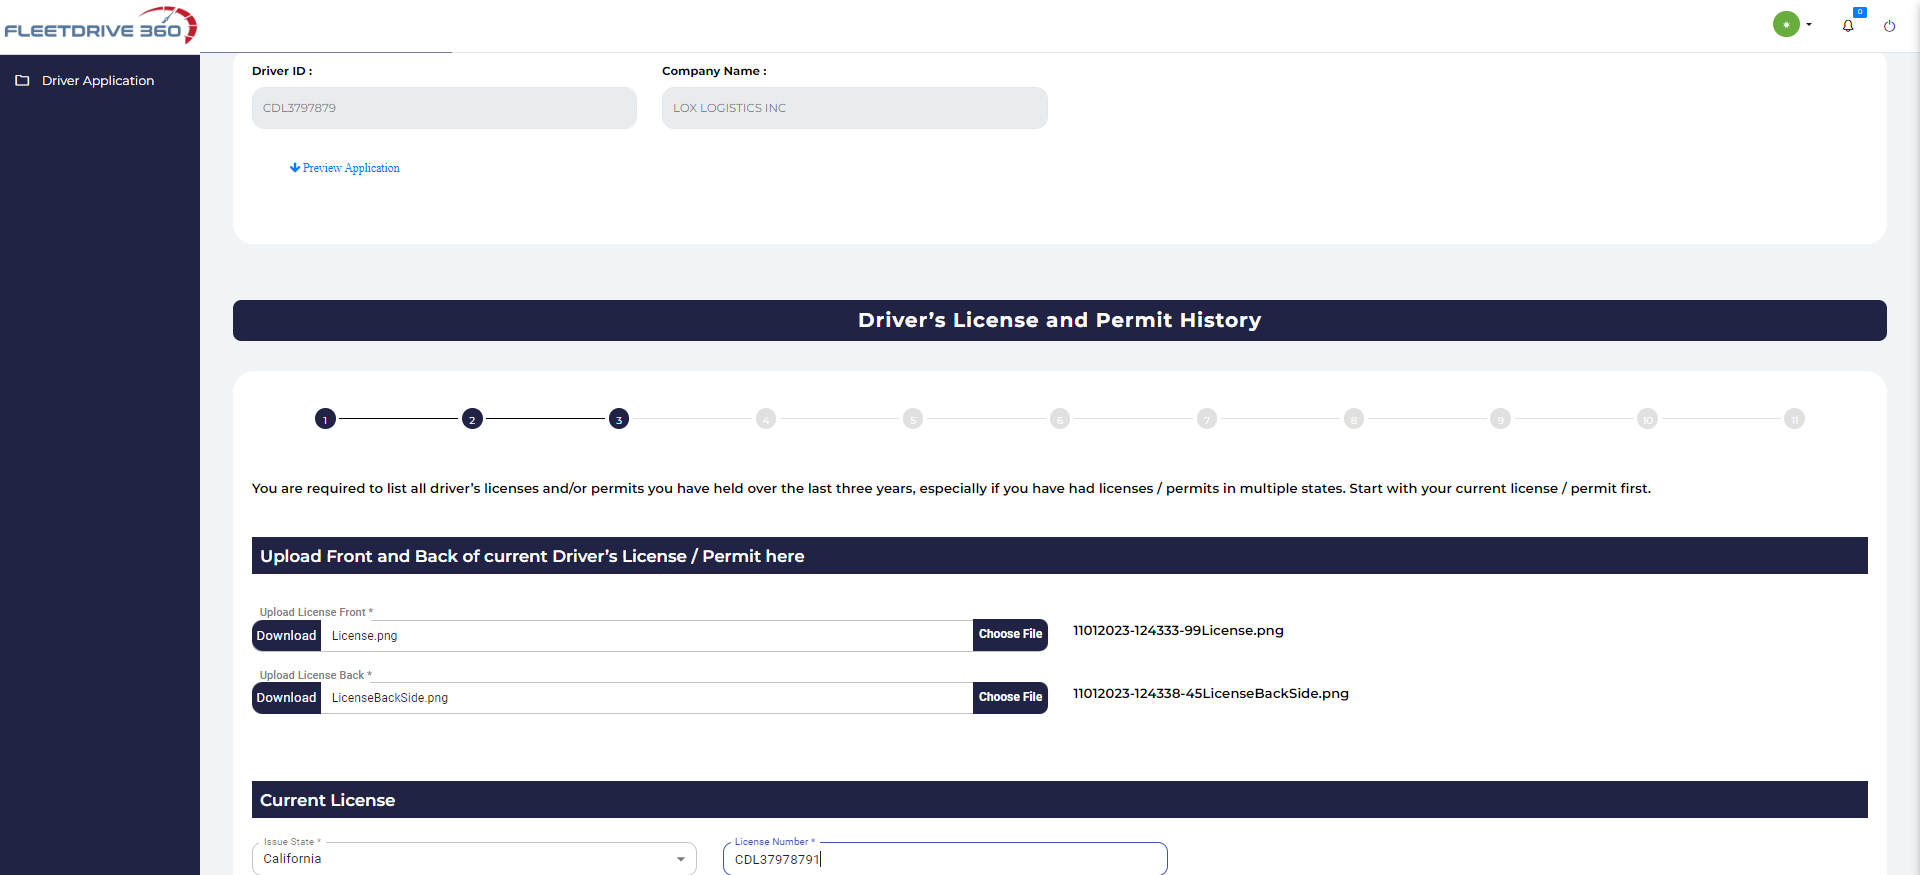 FLEETDRIVE 360
0
Driver Application
Driver ID :
Company Name :
CDL3797879
LOX LOGISTICS INC
Preview Application
Driver’s License and Permit History
1 2 3 4 5 6 7 8 9 10 11
You are required to list all driver’s licenses and/or permits you have held over the last three years, especially if you have had licenses / permits in multiple states. Start with your current license / permit first.
Upload Front and Back of current Driver’s License / Permit here
Upload License Front *
Download License.png Choose File 11012023-124333-99License.png
Upload License Back *
Download LicenseBackSide.png Choose File 11012023-124338-45LicenseBackSide.png
Current License
Issue State *
California
License Number *
CDL37978791